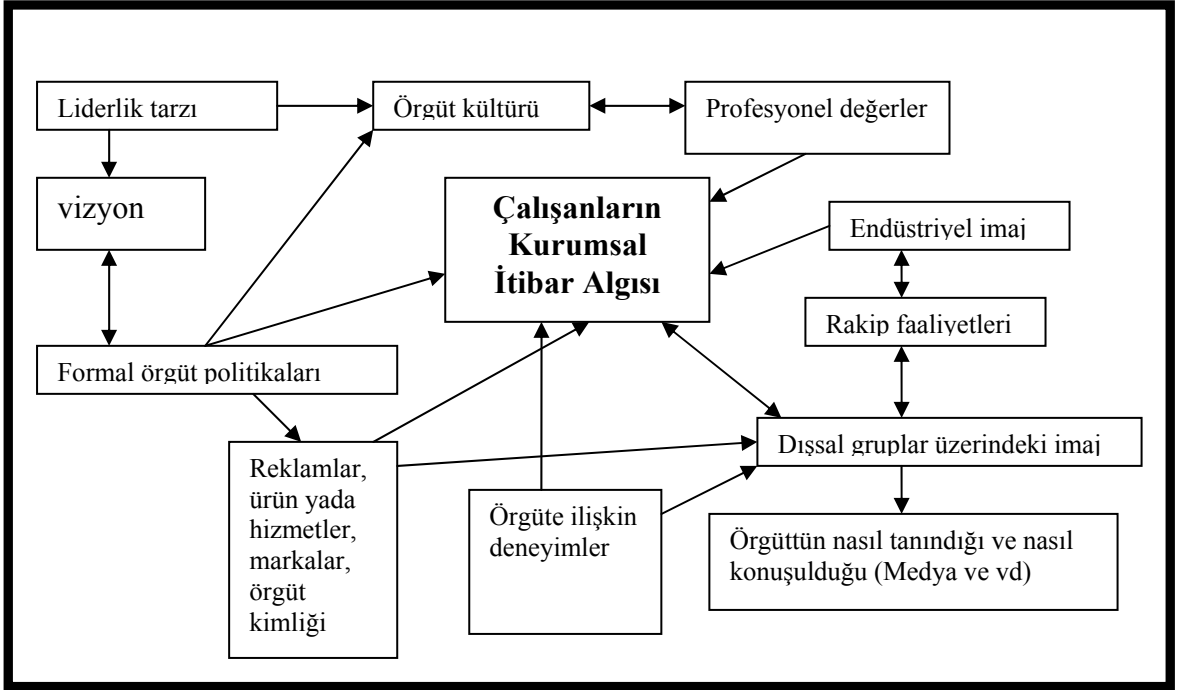 Liderlik tarzı
Örgüt kültürü
Profesyonel değerler
vizyon
Çalışanların
Kurumsal
İtibar Algısı
Endüstriyel imaj
Rakip faaliyetleri
Formal örgüt politikaları
Dışsal gruplar üzerindeki imaj
Reklamlar,
ürün yada
hizmetler,
markalar,
örgüt
kimliği
Örgüte ilişkin
deneyimler
Örgüttün nasıl tanındığı ve nasıl
konuşulduğu (Medya ve vd)